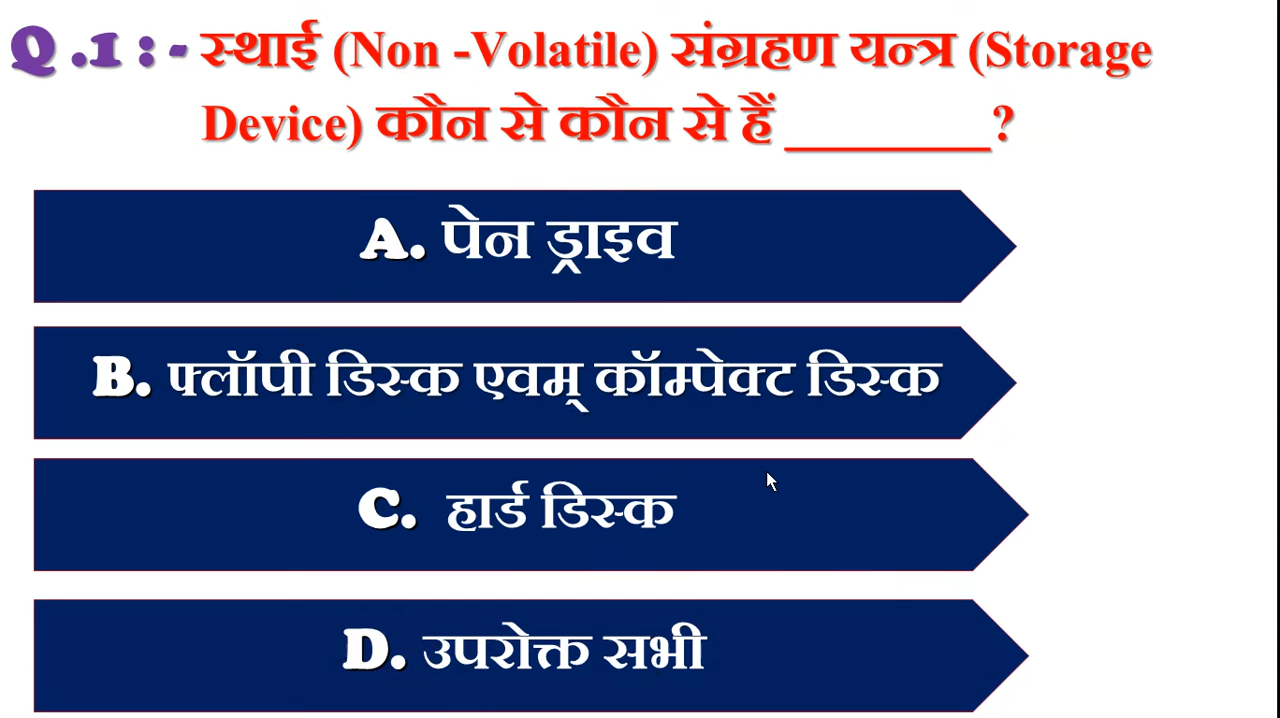 Q .1 : - स्थाई (Non -Volatile) संग्रहण यन्त्र (Storage
Device) कौन से कौन से हैं ________?
A. पेन ड्राइव
B. फ्लॉपी डिस्क एवम् कॉम्पेक्ट डिस्क
C. हार्ड डिस्क
D. उपरोक्त सभी